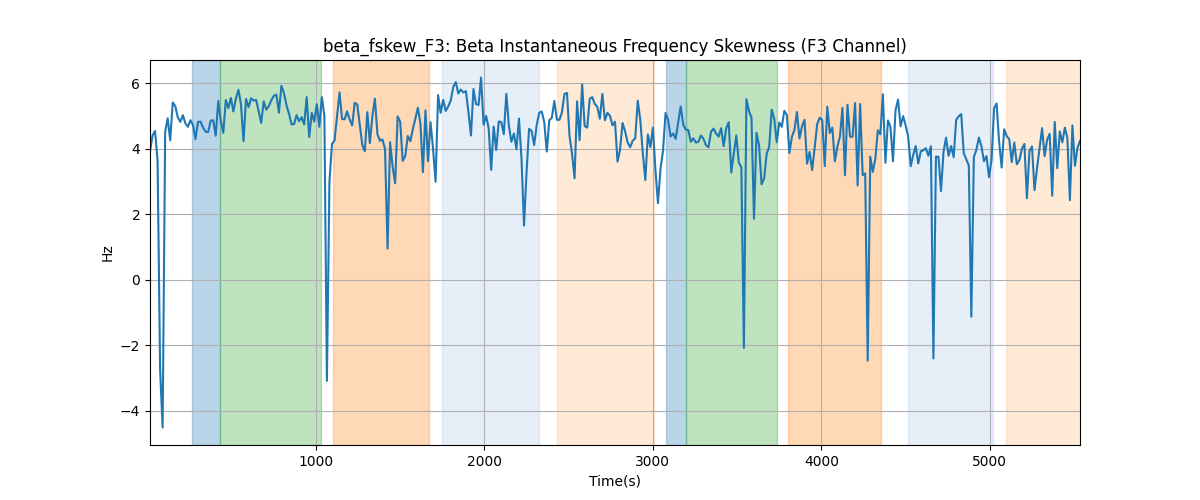 beta_fskew_F3: Beta Instantaneous Frequency Skewness (F3 Channel)
6
4
2
0
−2
−4
Hz
1000 2000 3000 4000 5000
Time(s)